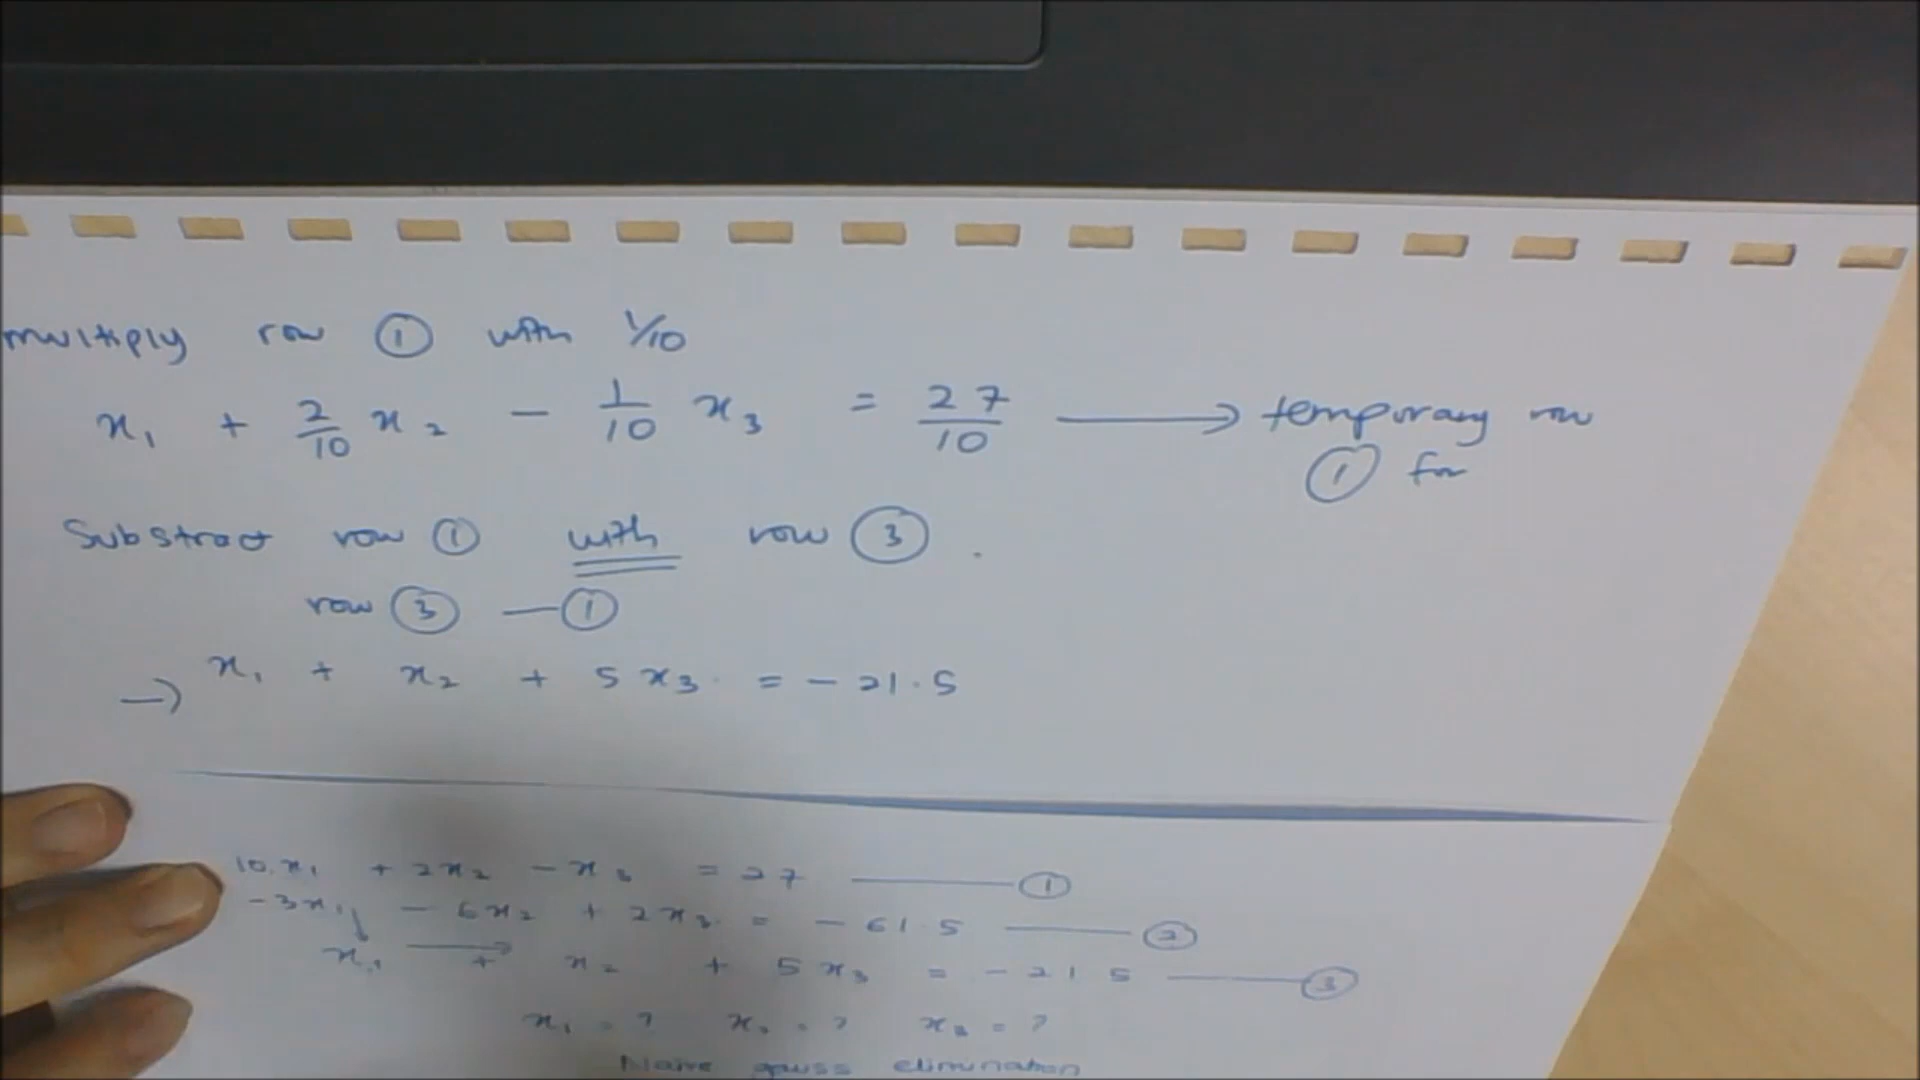 multiply row ① with 1/10
x₁ + 2/10 x₂ - 1/10 x₃ = 27/10 → temporary row
① for
Substract row ① with row ③.
row ③ - ①
→ x₁ + x₂ + 5x₃ = -21.5
10x₁ + 2x₂ - x₃ = 27 — ①
-3x₁ - 6x₂ + 2x₃ = -61.5 — ②
x₁ + x₂ + 5x₃ = -21.5 — ③
x₁ = ? x₂ = ? x₃ = ?
Naive gauss elimination